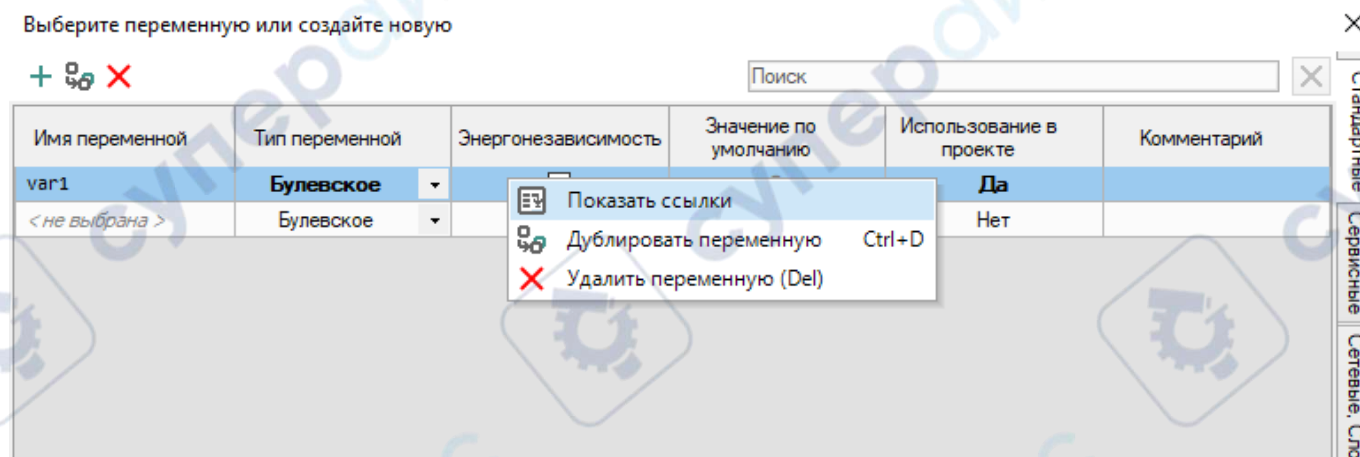 Выберите переменную или создайте новую
Поиск
Имя переменной Тип переменной Энергонезависимость Значение по умолчанию Использование в проекте Комментарий
var1 Булевское Да
<не выбрана> Булевское Нет
Показать ссылки
Дублировать переменную Ctrl+D
Удалить переменную (Del)
Стандартные
Сервисные
Сетевые,
супер